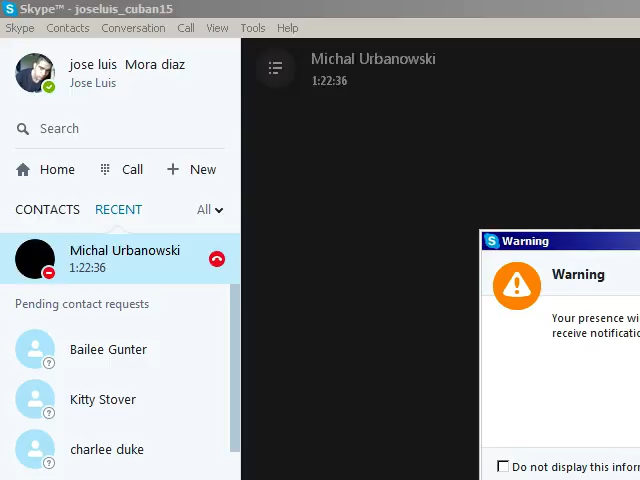 Skype™ - joseluis_cuban15
Skype Contacts Conversation Call View Tools Help
jose luis Mora diaz
Jose Luis
Search
Home Call New
CONTACTS RECENT All
Michal Urbanowski
1:22:36
Pending contact requests
Bailee Gunter
Kitty Stover
charlee duke
Michal Urbanowski
1:22:36
Warning
Warning
Your presence wi
receive notificatio
Do not display this inforr